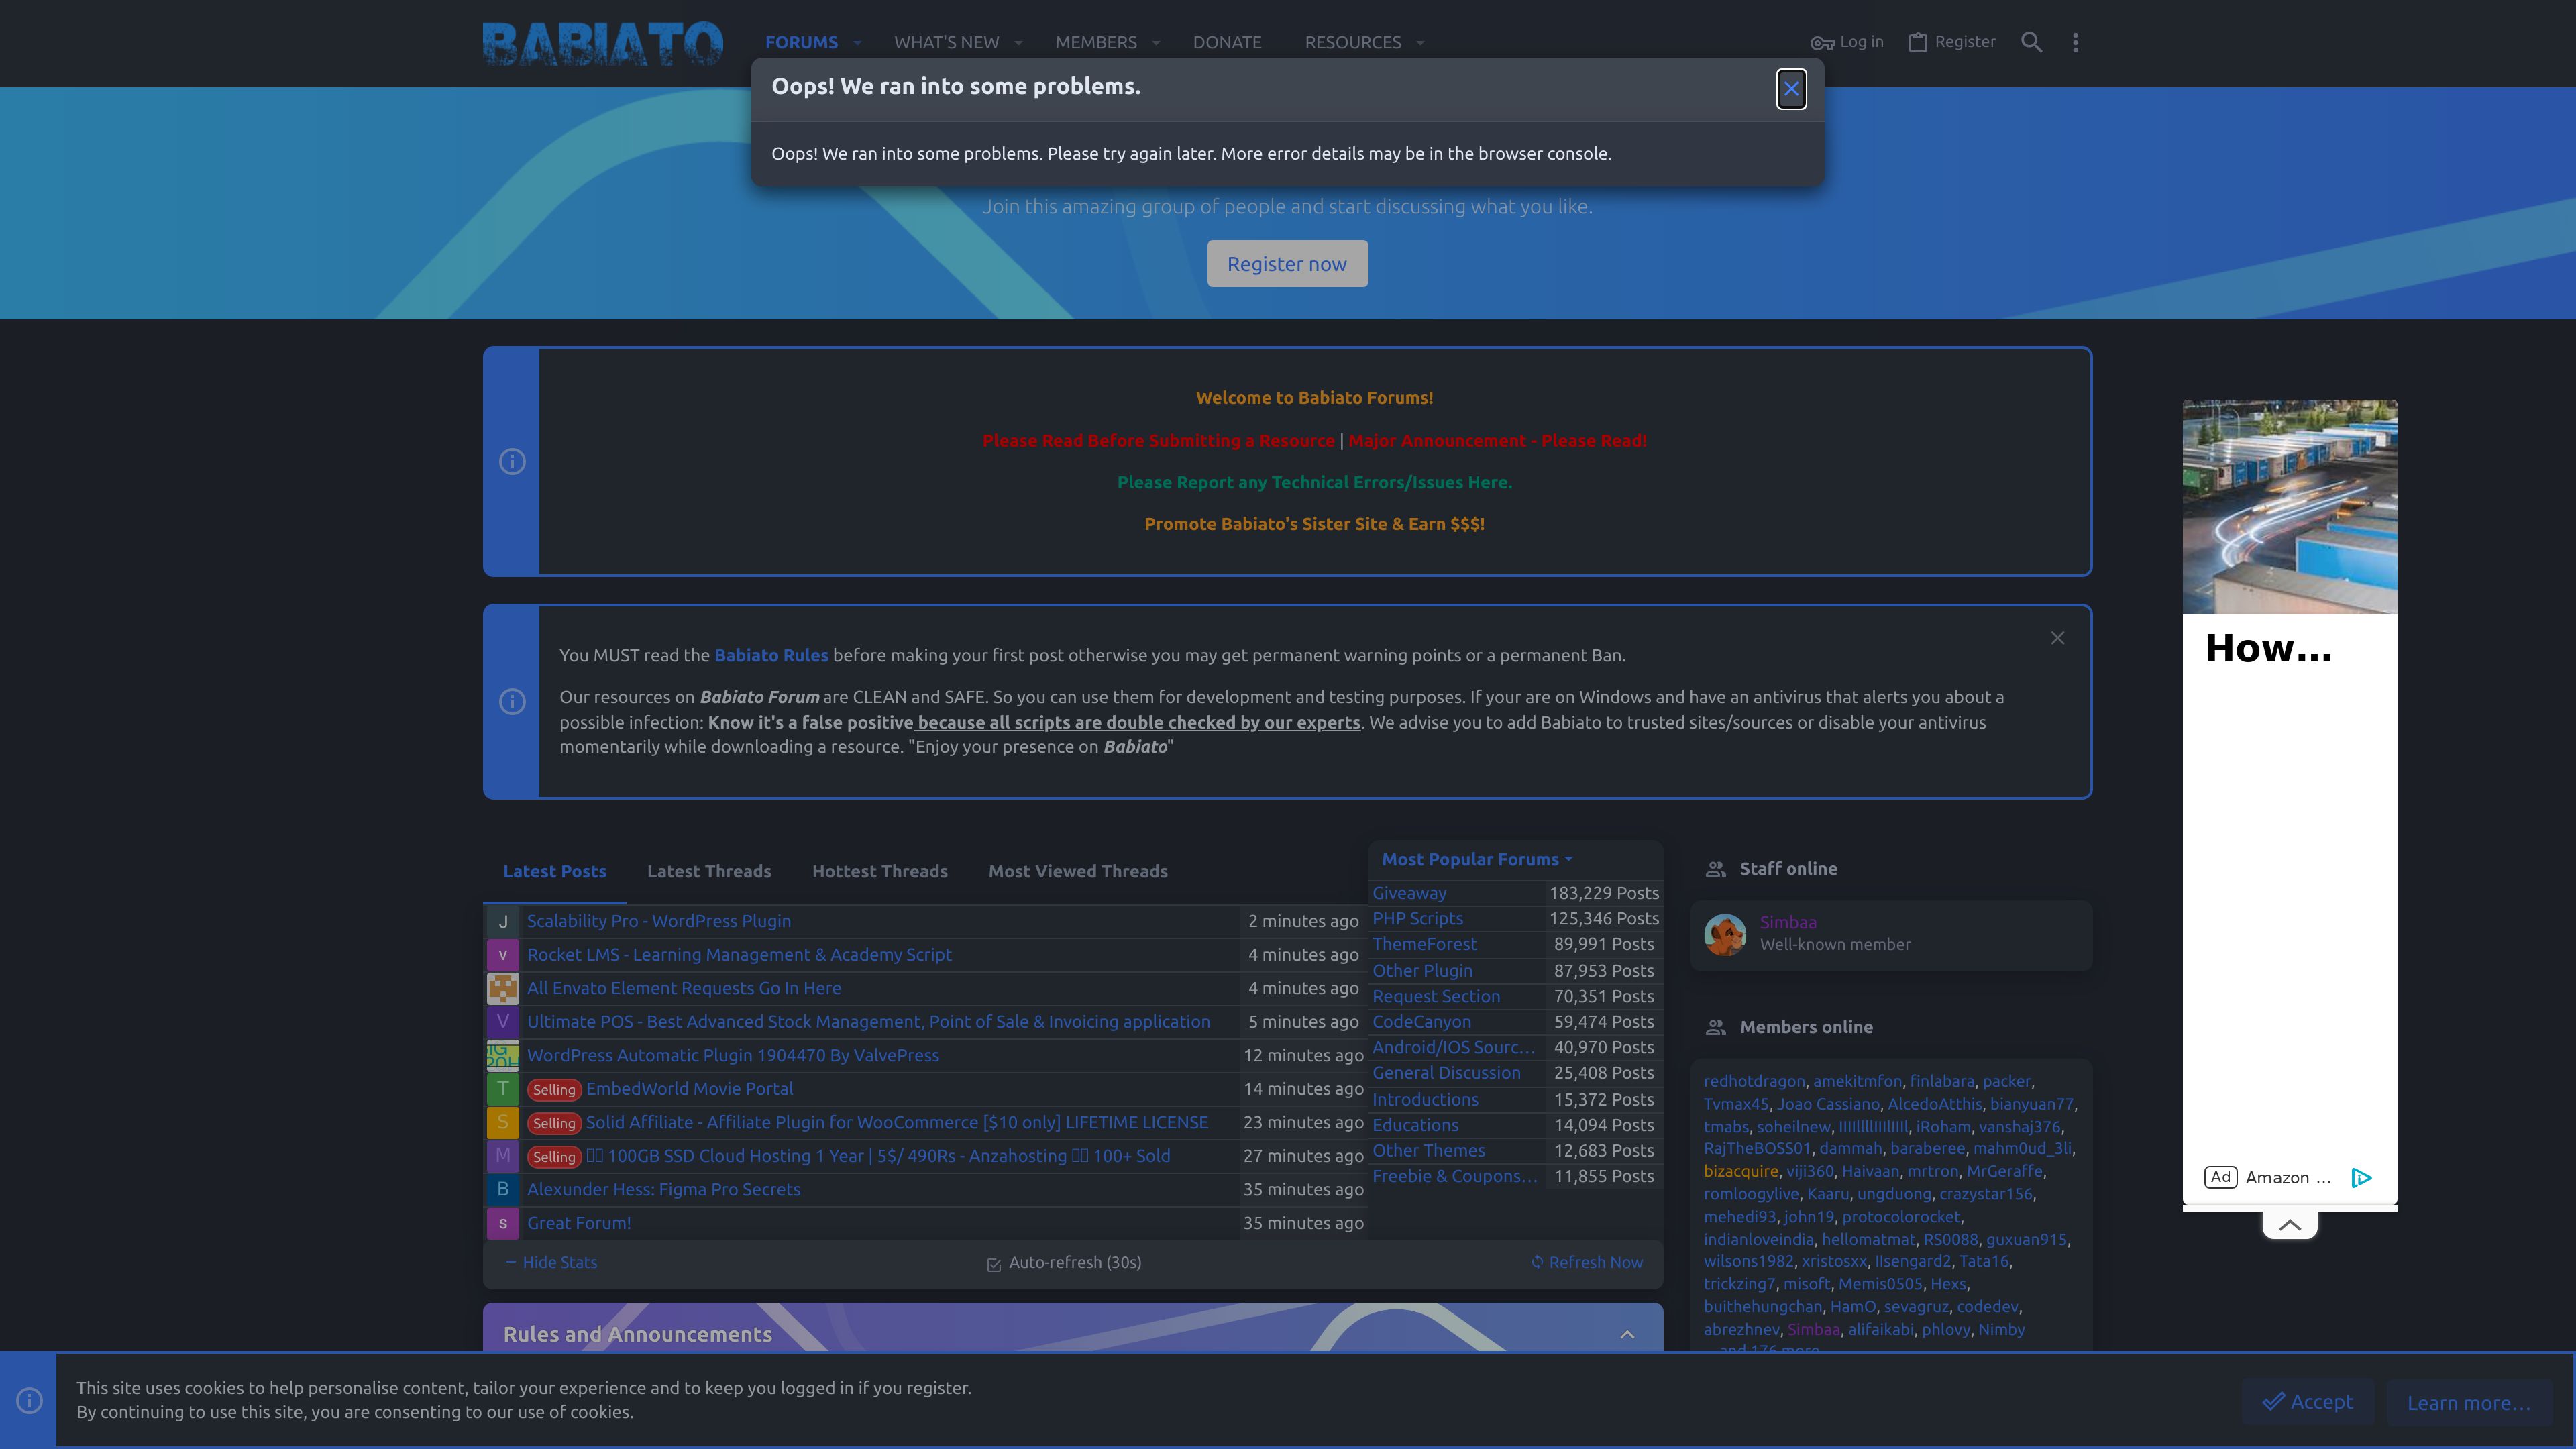 BABIATO
FORUMS
WHAT'S NEW
MEMBERS
DONATE
RESOURCES
Log in
Register
Oops! We ran into some problems.
Oops! We ran into some problems. Please try again later. More error details may be in the browser console.
Join this amazing group of people and start discussing what you like.
Register now
Welcome to Babiato Forums!
Please Read Before Submitting a Resource | Major Announcement - Please Read!
Please Report any Technical Errors/Issues Here.
Promote Babiato's Sister Site & Earn $$$!
You MUST read the Babiato Rules before making your first post otherwise you may get permanent warning points or a permanent Ban.
Our resources on Babiato Forum are CLEAN and SAFE. So you can use them for development and testing purposes. If your are on Windows and have an antivirus that alerts you about a
possible infection: Know it's a false positive because all scripts are double checked by our experts. We advise you to add Babiato to trusted sites/sources or disable your antivirus
momentarily while downloading a resource. "Enjoy your presence on Babiato"
Latest Posts
Latest Threads
Hottest Threads
Most Viewed Threads
J Scalability Pro - WordPress Plugin 2 minutes ago
v Rocket LMS - Learning Management & Academy Script 4 minutes ago
All Envato Element Requests Go In Here 4 minutes ago
V Ultimate POS - Best Advanced Stock Management, Point of Sale & Invoicing application 5 minutes ago
WordPress Automatic Plugin 1904470 By ValvePress 12 minutes ago
T Selling EmbedWorld Movie Portal 14 minutes ago
S Selling Solid Affiliate - Affiliate Plugin for WooCommerce [$10 only] LIFETIME LICENSE 23 minutes ago
M Selling 100GB SSD Cloud Hosting 1 Year | 5$/ 490Rs - Anzahosting 100+ Sold 27 minutes ago
B Alexunder Hess: Figma Pro Secrets 35 minutes ago
s Great Forum! 35 minutes ago
Hide Stats
Auto-refresh (30s)
Refresh Now
Most Popular Forums
Giveaway 183,229 Posts
PHP Scripts 125,346 Posts
ThemeForest 89,991 Posts
Other Plugin 87,953 Posts
Request Section 70,351 Posts
CodeCanyon 59,474 Posts
Android/IOS Sourc... 40,970 Posts
General Discussion 25,408 Posts
Introductions 15,372 Posts
Educations 14,094 Posts
Other Themes 12,683 Posts
Freebie & Coupons... 11,855 Posts
Rules and Announcements
Staff online
Simbaa
Well-known member
Members online
redhotdragon, amekitmfon, finlabara, packer,
Tvmax45, Joao Cassiano, AlcedoAtthis, bianyuan77,
tmabs, soheilnew, iRoham, vanshaj376,
RajTheBOSS01, dammah, baraberee, mahm0ud_3li,
bizacquire, viji360, Haivaan, mrtron, MrGeraffe,
romloogylive, Kaaru, ungduong, crazystar156,
mehedi93, john19, protocolorocket,
indianloveindia, hellomatmat, RS0088, guxuan915,
wilsons1982, xristosxx, IIsengard2, Tata16,
trickzing7, misoft, Memis0505, Hexs,
buithehungchan, HamO, sevagruz, codedev,
abrezhnev, Simbaa, alifaikabi, phlovy, Nimby
and 176 more
How...
Ad Amazon ...
This site uses cookies to help personalise content, tailor your experience and to keep you logged in if you register.
By continuing to use this site, you are consenting to our use of cookies.
Accept
Learn more...